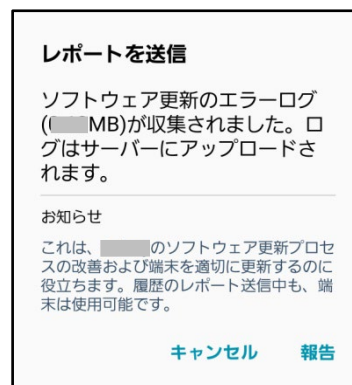 レポートを送信
ソフトウェア更新のエラーログ
(MB)が収集されました。ロ
グはサーバーにアップロードさ
れます。
お知らせ
これは、のソフトウェア更新プロセ
スの改善および端末を適切に更新するのに
役立ちます。履歴のレポート送信中も、端
末は使用可能です。
キャンセル 報告